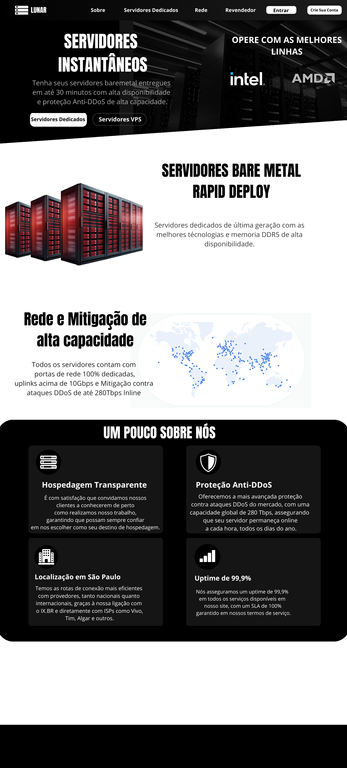 LUNAR
Sobre
Servidores Dedicados
Rede
Revendedor
Entrar
Crie Sua Conta
SERVIDORES
INSTANTÂNEOS
Tenha seus servidores baremetal entregues
em até 30 minutos com alta disponibilidade
e proteção Anti-DDoS de alta capacidade.
Servidores Dedicados
Servidores VPS
OPERE COM AS MELHORES
LINHAS
intel
AMD
SERVIDORES BARE METAL
RAPID DEPLOY
Servidores dedicados de última geração com as
melhores técnologias e memoria DDR5 de alta
disponibilidade.
Rede e Mitigação de
alta capacidade
Todos os servidores contam com
portas de rede 100% dedicadas,
uplinks acima de 10Gbps e Mitigação contra
ataques DDoS de até 280Tbps Inline
UM POUCO SOBRE NÓS
Hospedagem Transparente
É com satisfação que convidamos nossos
clientes a conhecerem de perto
como realizamos nosso trabalho,
garantindo que possam sempre confiar
em nos escolher como seu destino de hospedagem.
Proteção Anti-DDoS
Oferecemos a mais avançada proteção
contra ataques DDoS do mercado, com uma
capacidade global de 280 Tbps, assegurando
que seu servidor permaneça online
a cada hora, todos os dias do ano.
Localização em São Paulo
Temos as rotas de conexão mais eficientes
com provedores, tanto nacionais quanto
internacionais, graças à nossa ligação com
o IX.BR e diretamente com ISPs como Vivo,
Tim, Algar e outros.
Uptime de 99,9%
Nós asseguramos um uptime de 99,9%
em todos os serviços disponíveis em
nosso site, com um SLA de 100%
garantido em nossos termos de serviço.